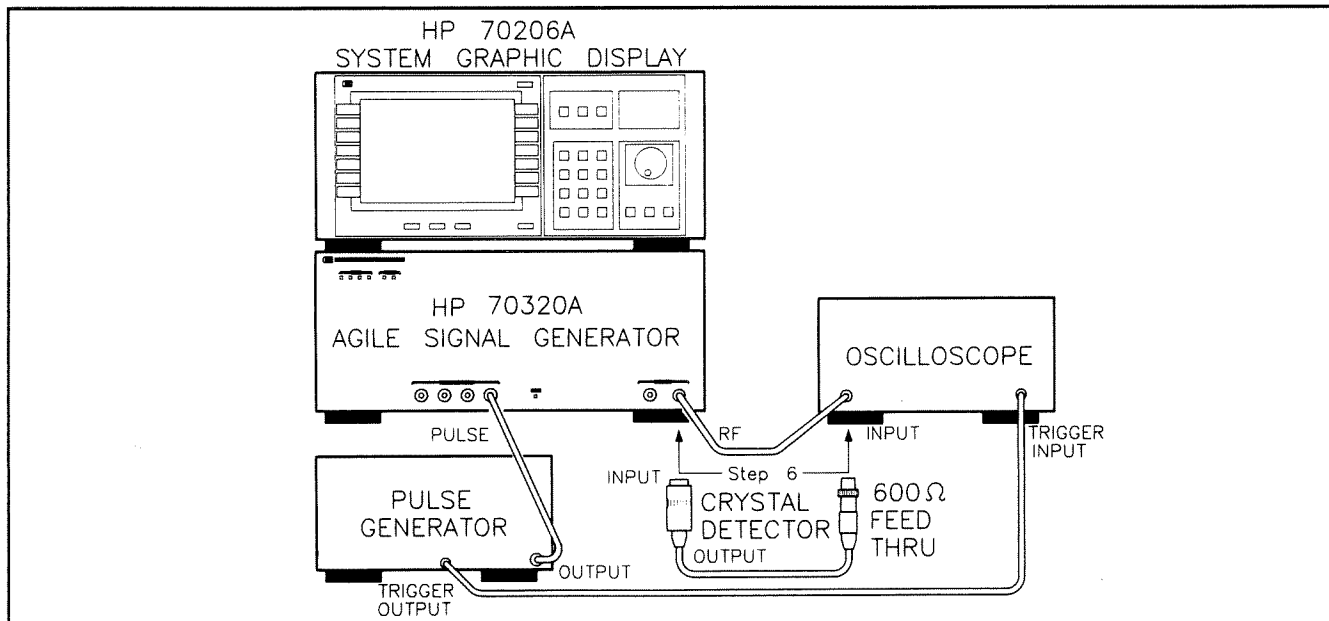 HP 70206A
SYSTEM GRAPHIC DISPLAY
HP 70320A
AGILE SIGNAL GENERATOR
OSCILLOSCOPE
PULSE
RF
INPUT
TRIGGER
INPUT
INPUT
Step 6
PULSE
GENERATOR
CRYSTAL
DETECTOR
600Ω
FEED
THRU
OUTPUT
OUTPUT
TRIGGER
OUTPUT